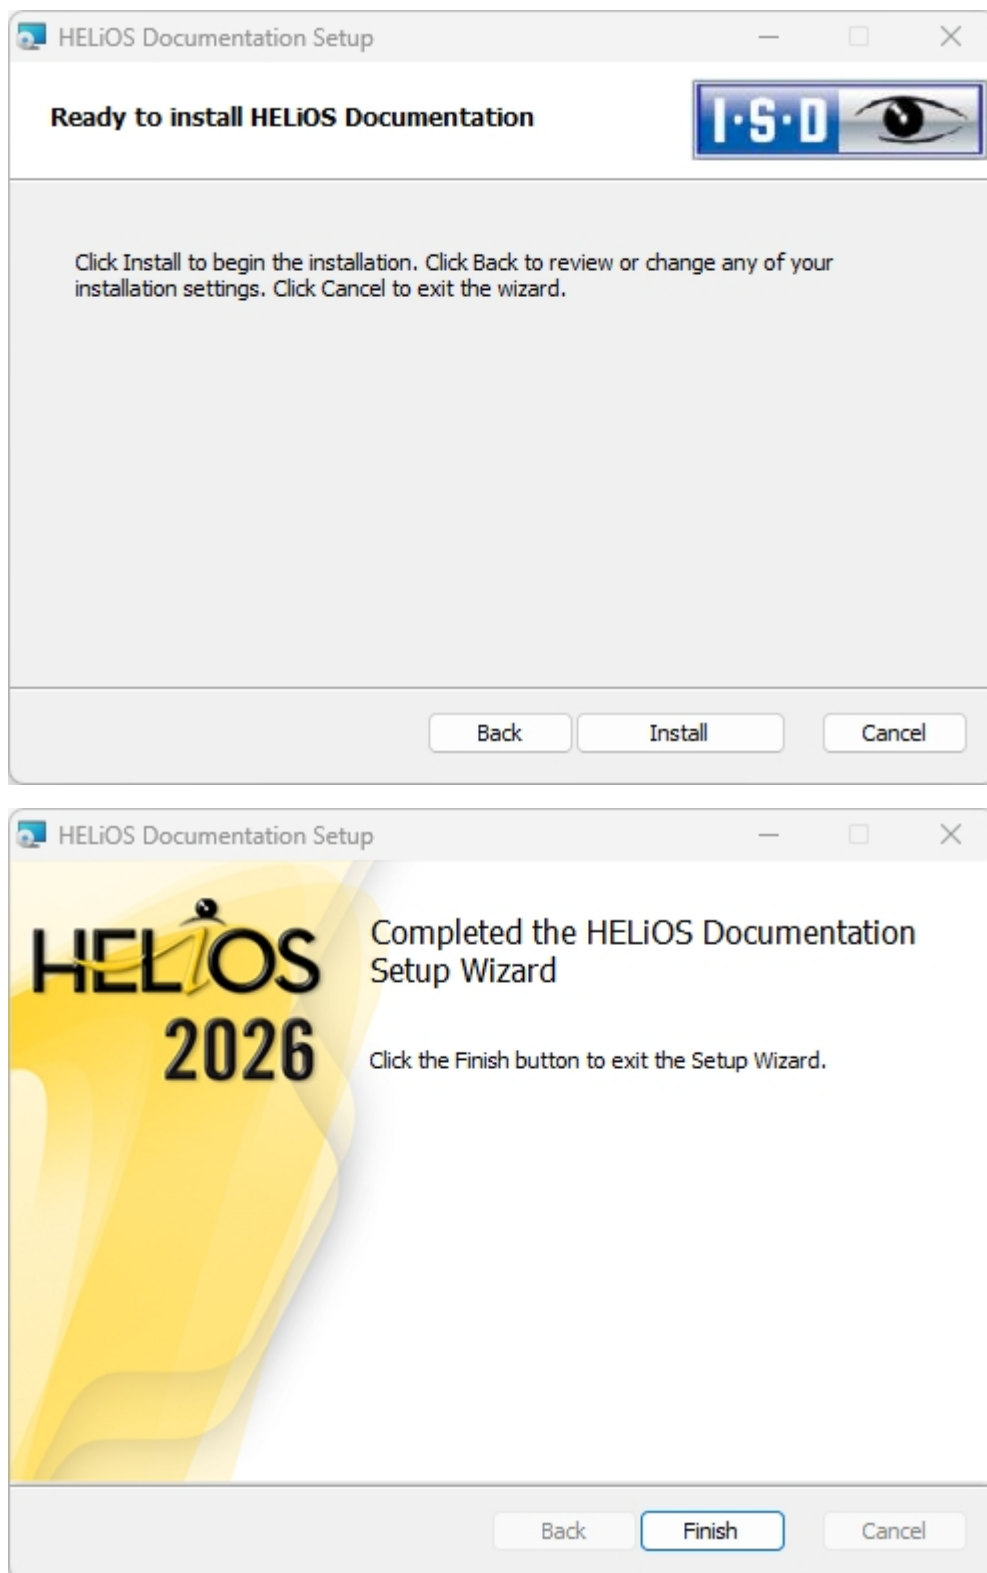 HELiOS Documentation Setup
Ready to install HELiOS Documentation
I·S·D
Click Install to begin the installation. Click Back to review or change any of your
installation settings. Click Cancel to exit the wizard.
Back
Install
Cancel
HELiOS Documentation Setup
HELiOS
2026
Completed the HELiOS Documentation
Setup Wizard
Click the Finish button to exit the Setup Wizard.
Back
Finish
Cancel